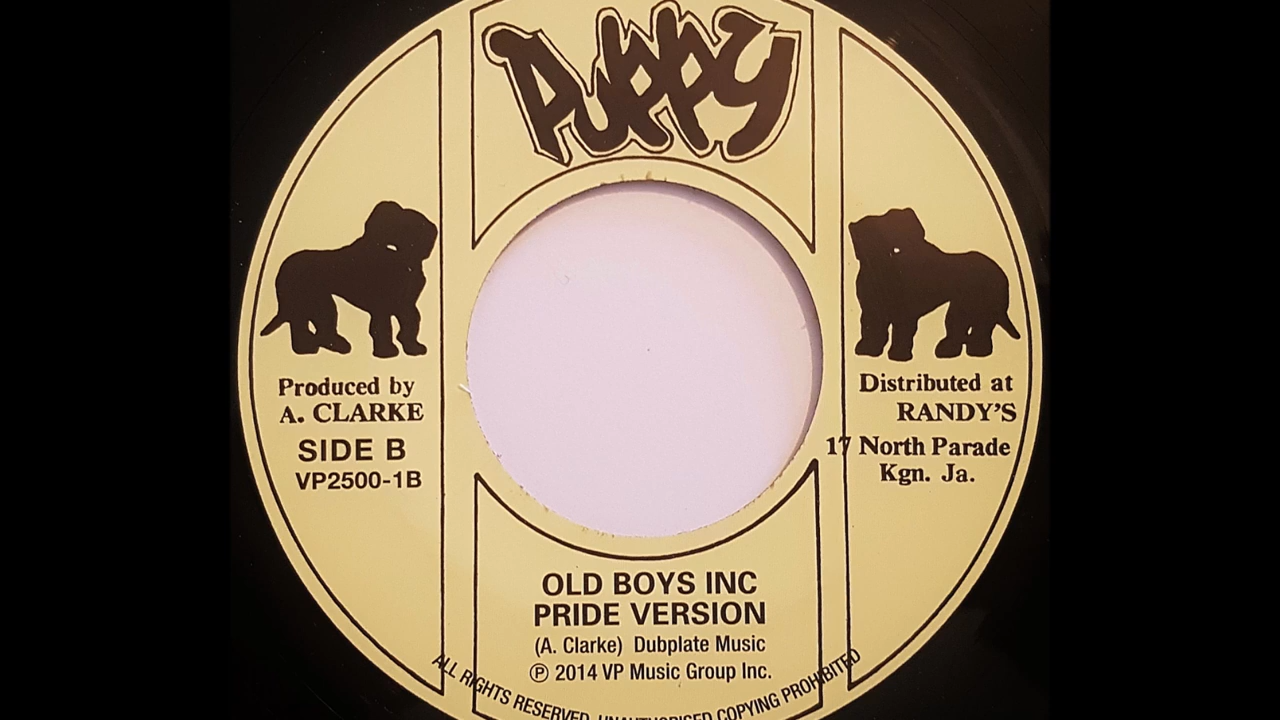 Puppy
Produced by
A. CLARKE
SIDE B
VP2500-1B
Distributed at
RANDY'S
17 North Parade
Kgn. Ja.
OLD BOYS INC
PRIDE VERSION
(A. Clarke) Dubplate Music
℗ 2014 VP Music Group Inc.
ALL RIGHTS RESERVED. UNAUTHORISED COPYING PROHIBITED